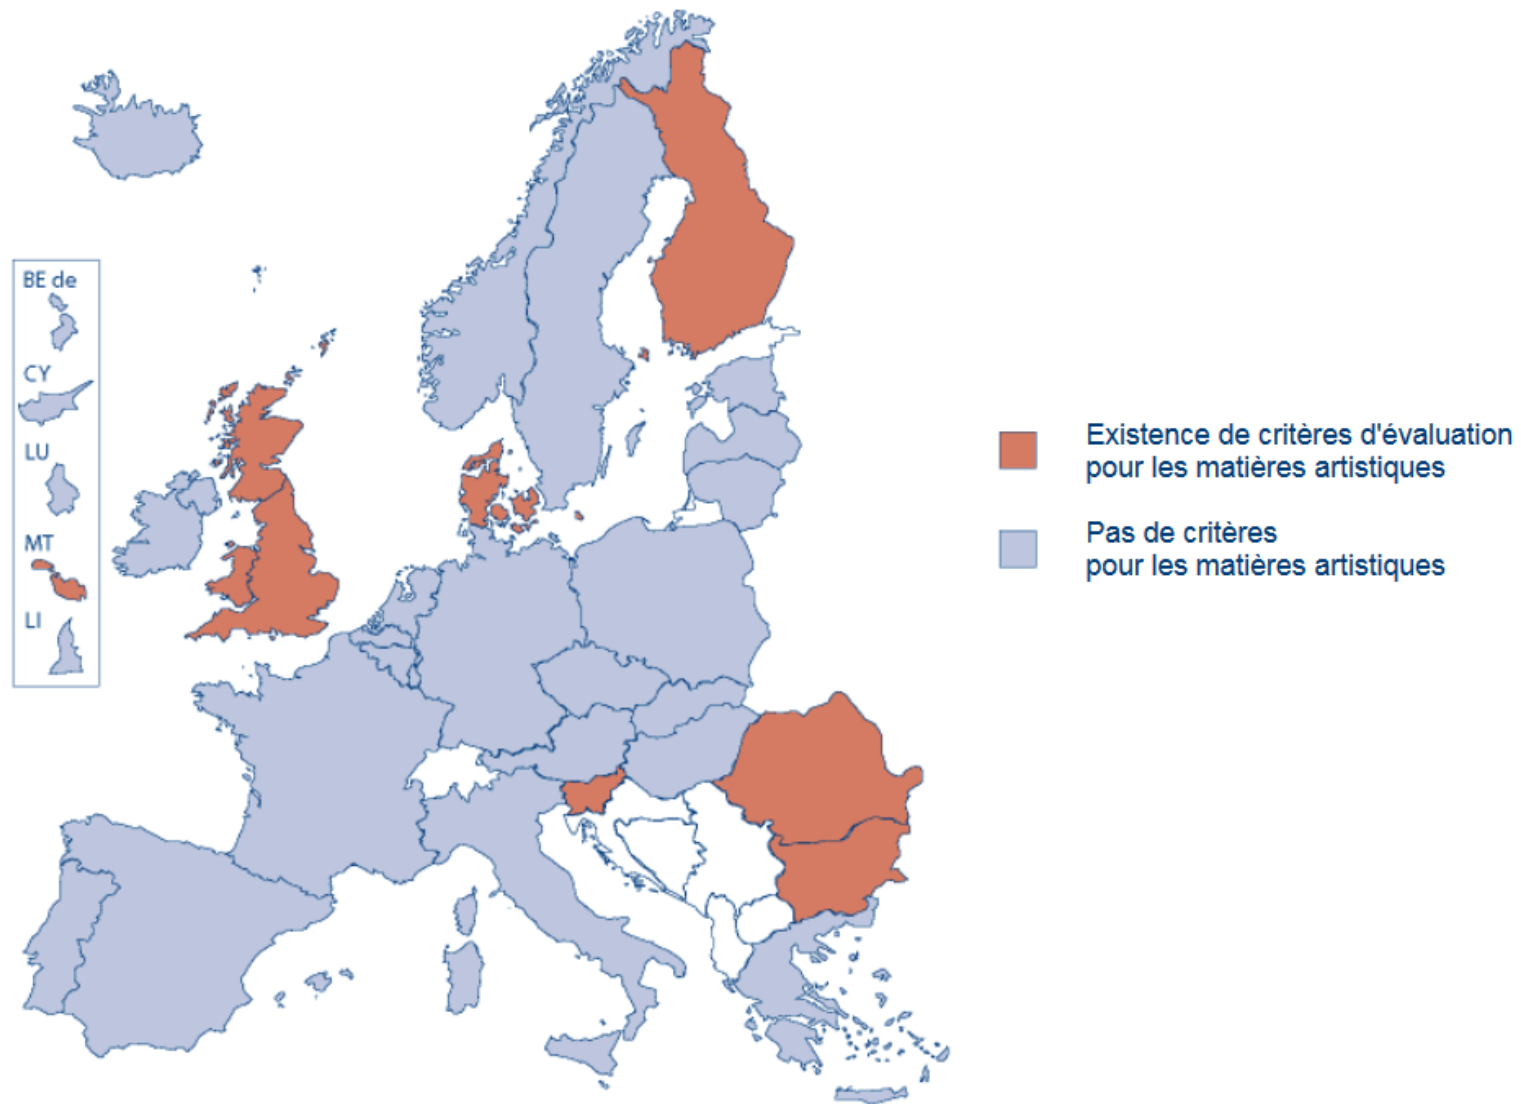 BE de
CY
LU
MT
LI
Existence de critères d'évaluation
pour les matières artistiques
Pas de critères
pour les matières artistiques